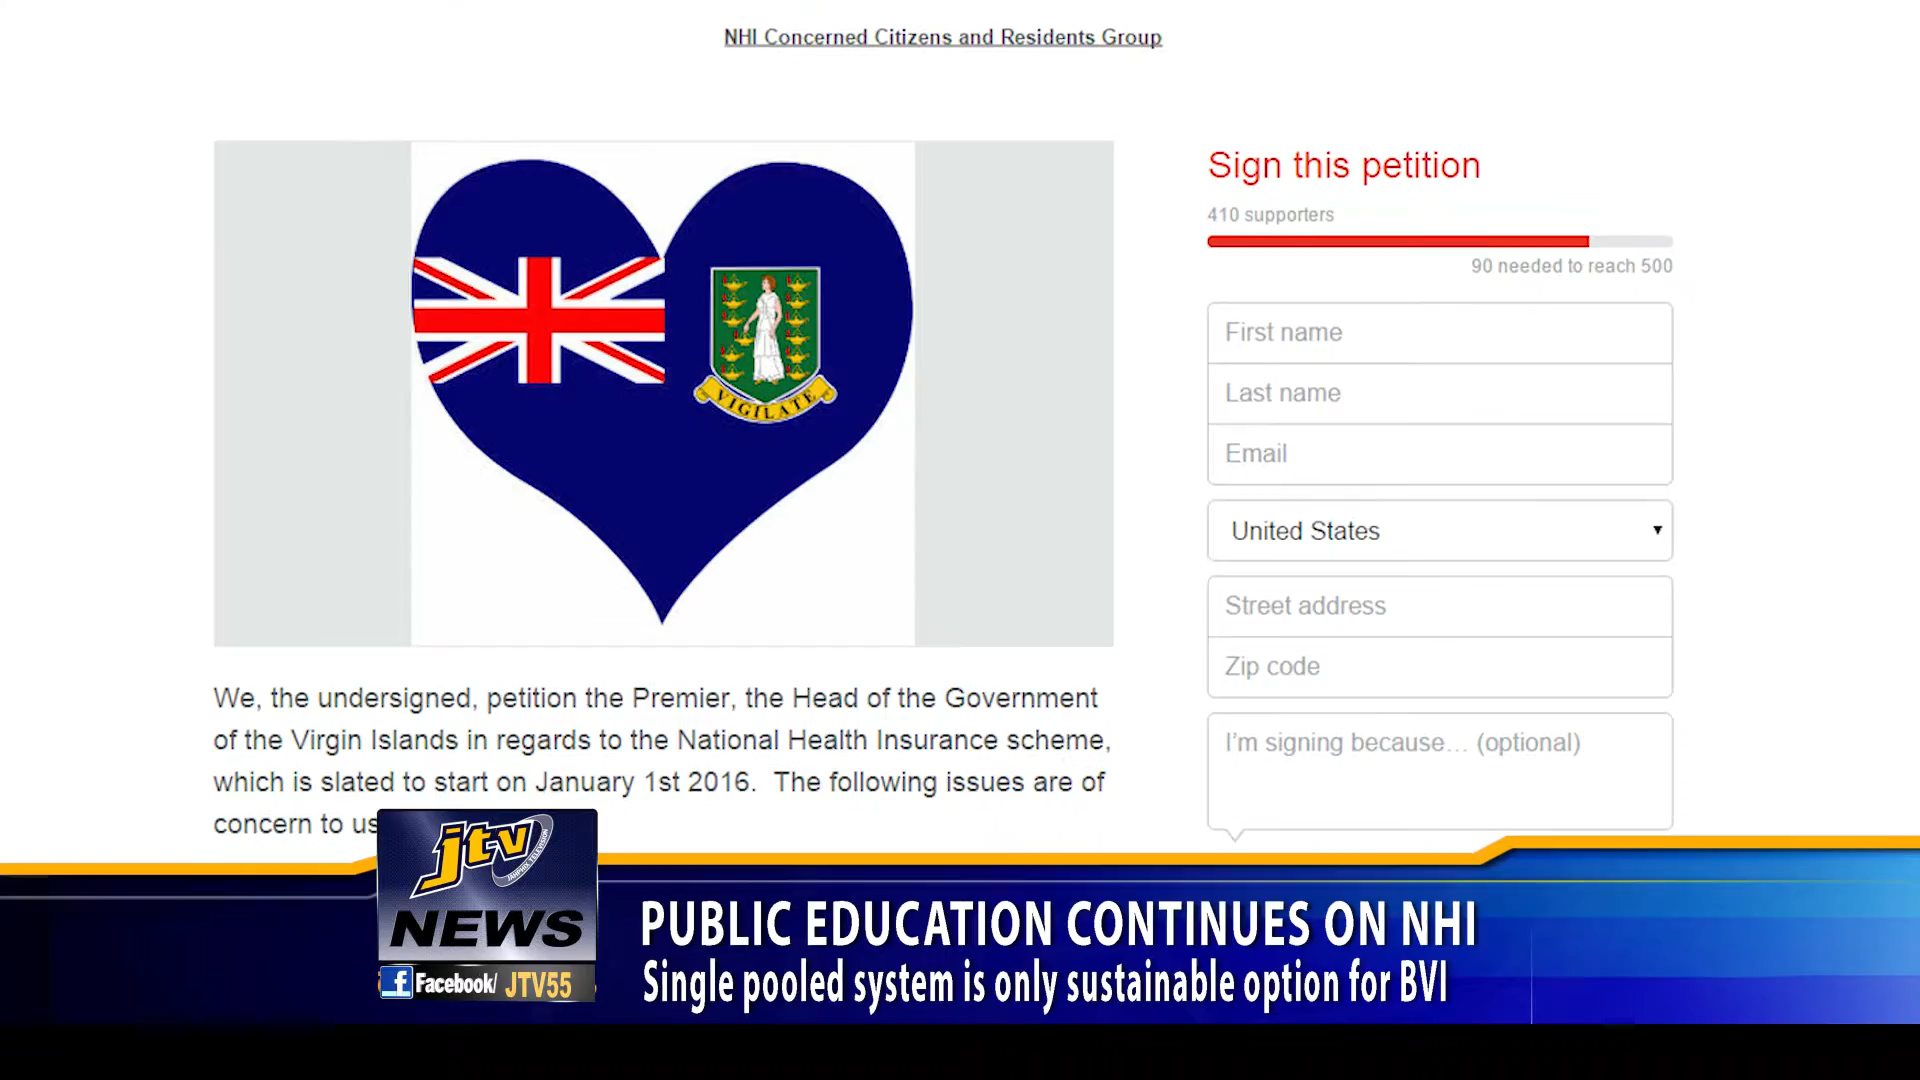 NHI Concerned Citizens and Residents Group
VIGILATE
We, the undersigned, petition the Premier, the Head of the Government
of the Virgin Islands in regards to the National Health Insurance scheme,
which is slated to start on January 1st 2016.  The following issues are of
concern to us
Sign this petition
410 supporters
90 needed to reach 500
First name
Last name
Email
United States
Street address
Zip code
I'm signing because... (optional)
jtv
JAHPHIX TELEVISION
NEWS
f Facebook/ JTV55
PUBLIC EDUCATION CONTINUES ON NHI
Single pooled system is only sustainable option for BVI